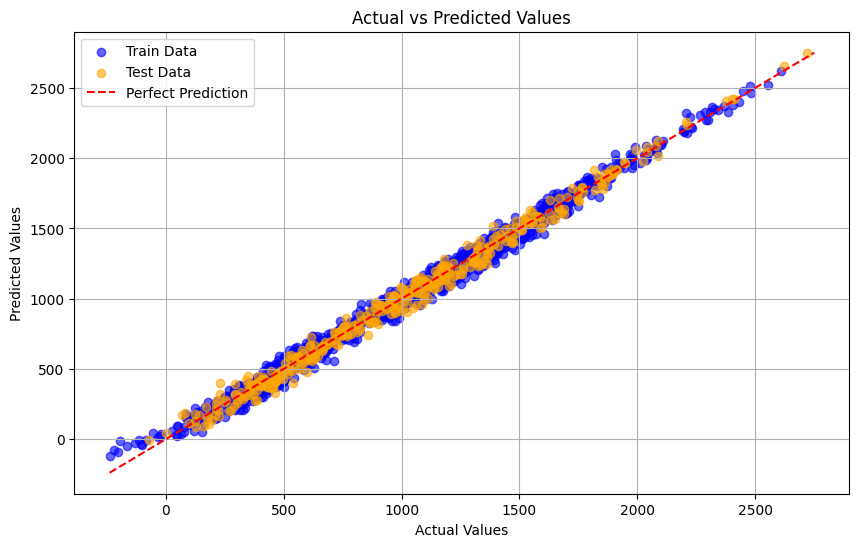 Actual vs Predicted Values
Train Data
Test Data
Perfect Prediction
2500
2000
1500
1000
500
0
Predicted Values
0 500 1000 1500 2000 2500
Actual Values